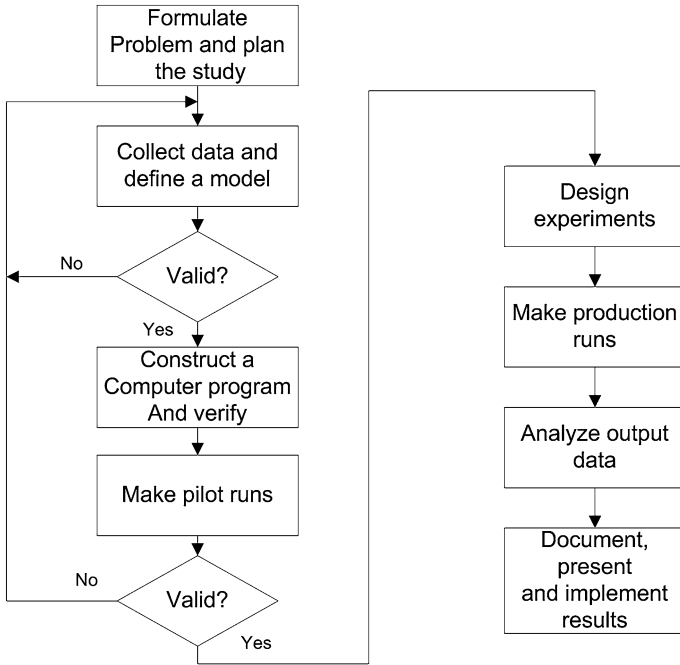 Formulate
Problem and plan
the study
Collect data and
define a model
Valid?
No
Yes
Construct a
Computer program
And verify
Make pilot runs
Valid?
No
Yes
Design
experiments
Make production
runs
Analyze output
data
Document,
present
and implement
results